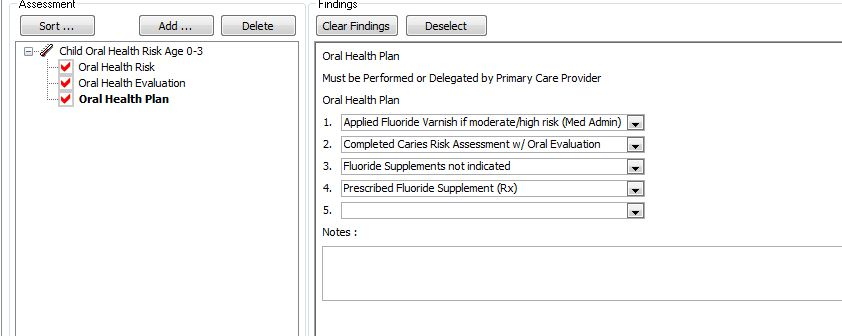 Assessment
Sort ...
Add ...
Delete
Child Oral Health Risk Age 0-3
Oral Health Risk
Oral Health Evaluation
Oral Health Plan
Findings
Clear Findings
Deselect
Oral Health Plan
Must be Performed or Delegated by Primary Care Provider
Oral Health Plan
1. Applied Fluoride Varnish if moderate/high risk (Med Admin)
2. Completed Caries Risk Assessment w/ Oral Evaluation
3. Fluoride Supplements not indicated
4. Prescribed Fluoride Supplement (Rx)
5.
Notes :